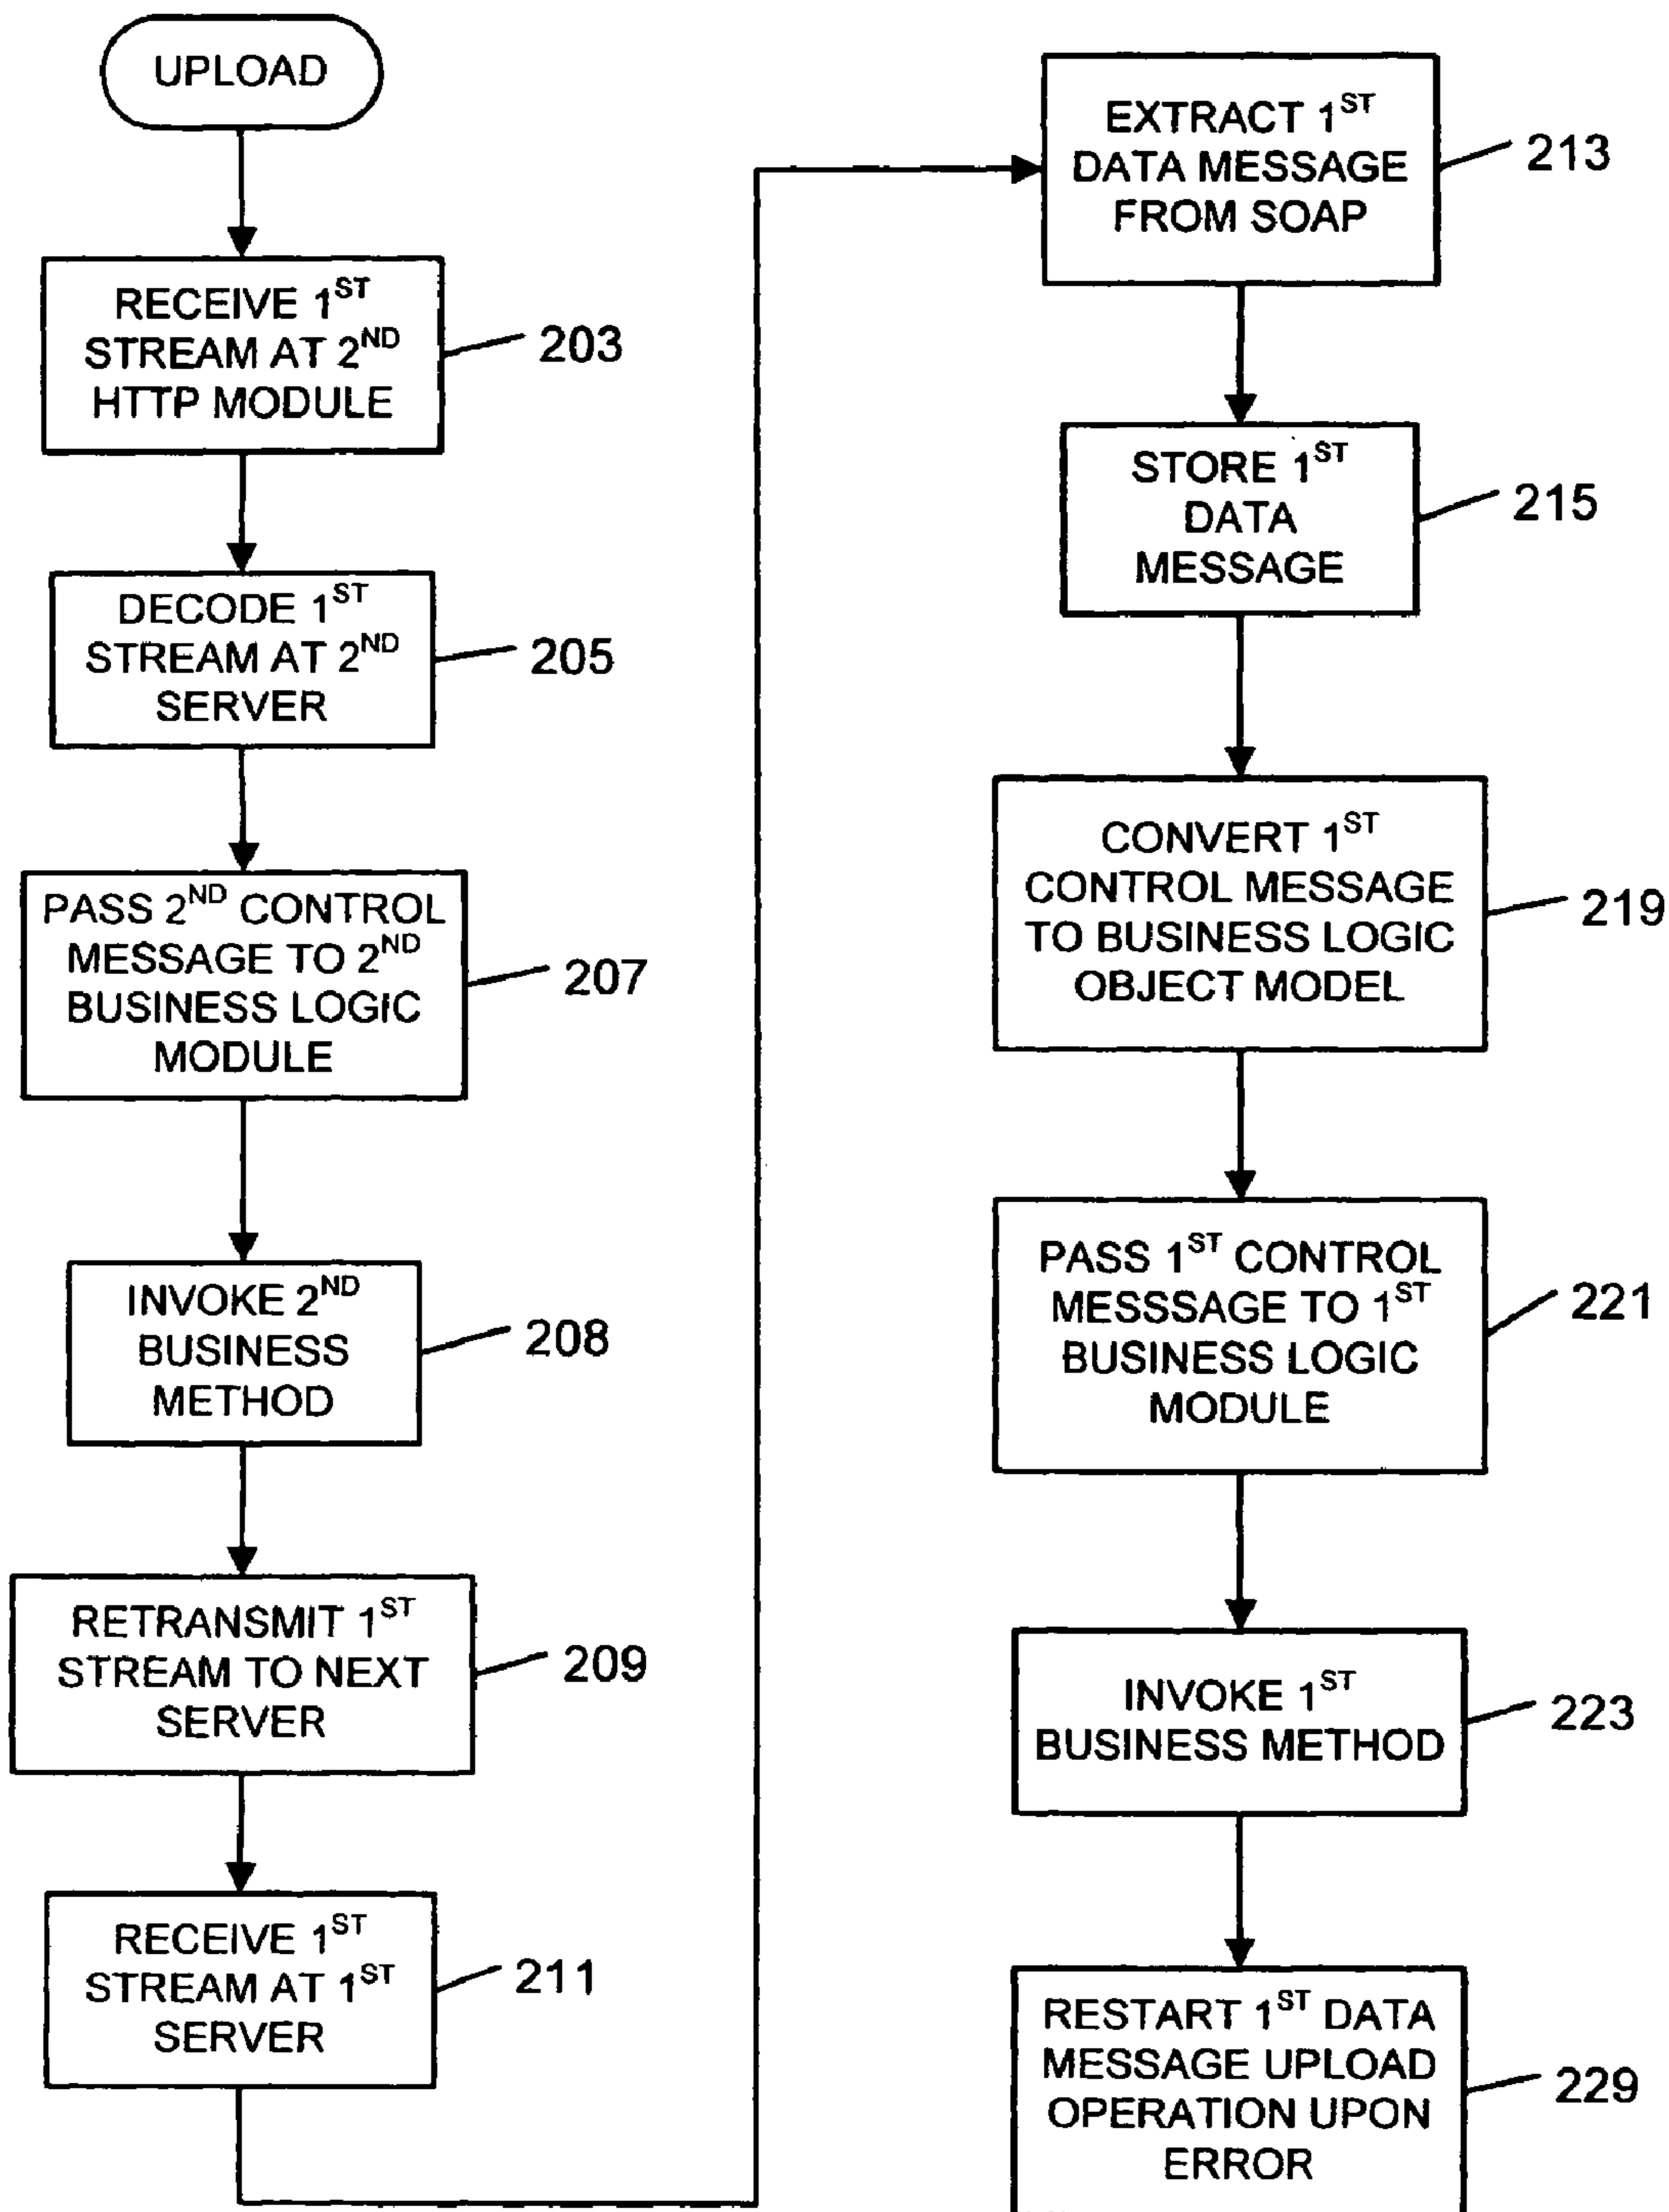 UPLOAD
RECEIVE 1ST
STREAM AT 2ND
HTTP MODULE
203
DECODE 1ST
STREAM AT 2ND
SERVER
205
PASS 2ND CONTROL
MESSAGE TO 2ND
BUSINESS LOGIC
MODULE
207
INVOKE 2ND
BUSINESS
METHOD
208
RETRANSMIT 1ST
STREAM TO NEXT
SERVER
209
RECEIVE 1ST
STREAM AT 1ST
SERVER
211
EXTRACT 1ST
DATA MESSAGE
FROM SOAP
213
STORE 1ST
DATA
MESSAGE
215
CONVERT 1ST
CONTROL MESSAGE
TO BUSINESS LOGIC
OBJECT MODEL
219
PASS 1ST CONTROL
MESSSAGE TO 1ST
BUSINESS LOGIC
MODULE
221
INVOKE 1ST
BUSINESS METHOD
223
RESTART 1ST DATA
MESSAGE UPLOAD
OPERATION UPON
ERROR
229